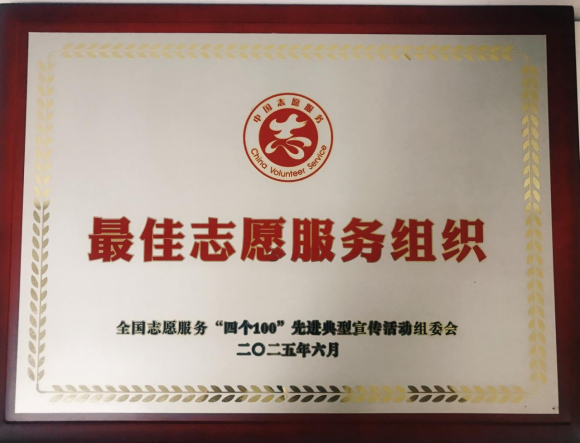 中国志愿服务
China Volunteer Service
最佳志愿服务组织
全国志愿服务“四个100”先进典型宣传活动组委会
二〇二五年六月